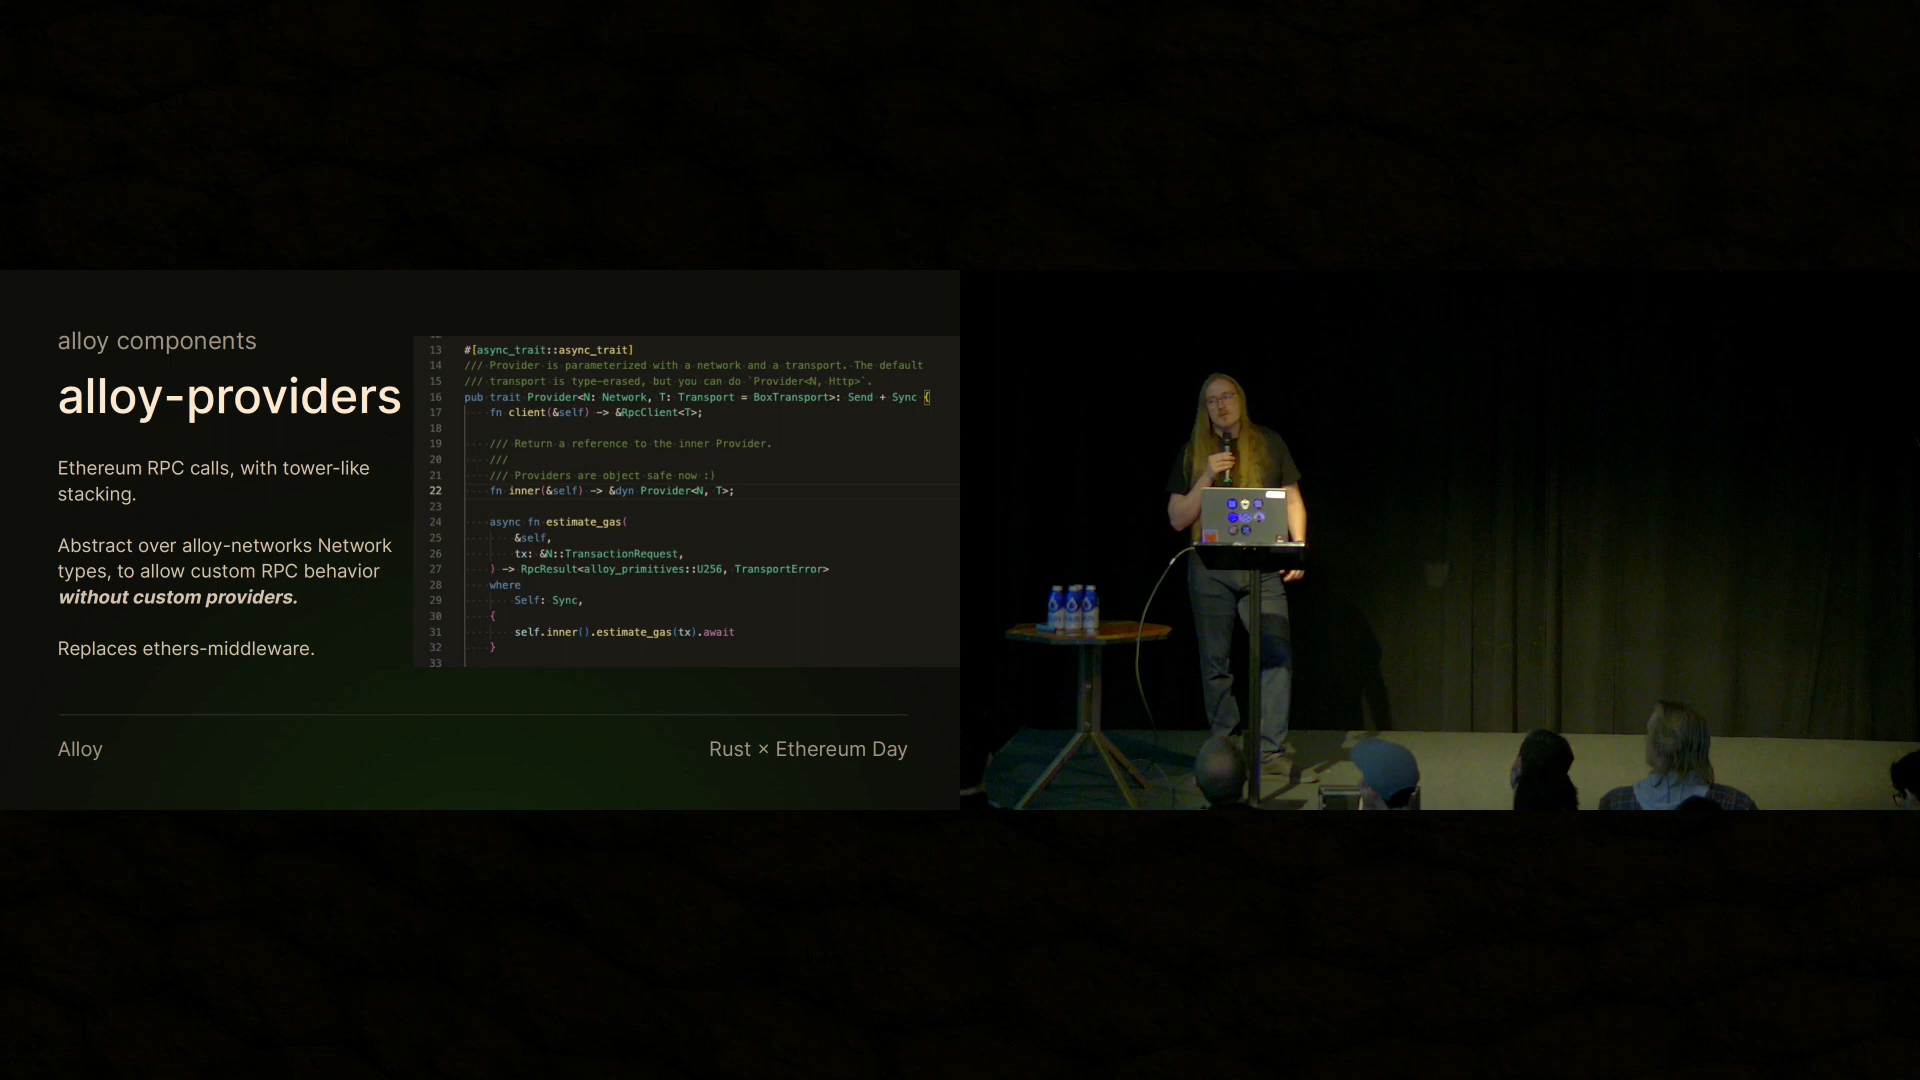 alloy components
alloy-providers
Ethereum RPC calls, with tower-like
stacking.
Abstract over alloy-networks Network
types, to allow custom RPC behavior
without custom providers.
Replaces ethers-middleware.
13 #[async_trait::async_trait]
14 /// Provider is parameterized with a network and a transport. The default
15 /// transport is type-erased, but you can do `Provider<N, Http>`.
16 pub trait Provider<N: Network, T: Transport = BoxTransport>: Send + Sync {
17 fn client(&self) -> &RpcClient<T>;
18
19 /// Return a reference to the inner Provider.
20 ///
21 /// Providers are object safe now :)
22 fn inner(&self) -> &dyn Provider<N, T>;
23
24 async fn estimate_gas(
25 &self,
26 tx: &N::TransactionRequest,
27 ) -> RpcResult<alloy_primitives::U256, TransportError>
28 where
29 Self: Sync,
30 {
31 self.inner().estimate_gas(tx).await
32 }
33
Alloy
Rust × Ethereum Day